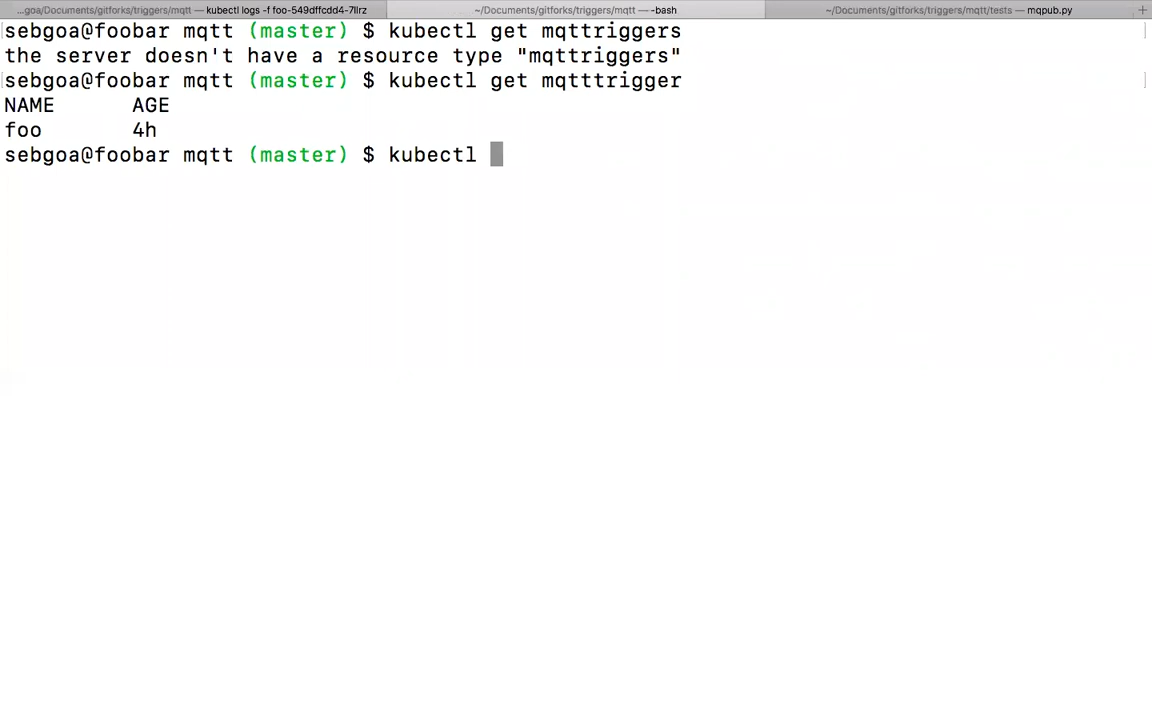 ...goa/Documents/gitforks/triggers/mqtt — kubectl logs -f foo-549dffcdd4-7llrz
~/Documents/gitforks/triggers/mqtt — -bash
~/Documents/gitforks/triggers/mqtt/tests — mqpub.py
+
sebgoa@foobar mqtt (master) $ kubectl get mqttriggers
the server doesn't have a resource type "mqttriggers"
sebgoa@foobar mqtt (master) $ kubectl get mqtttrigger
NAME AGE
foo 4h
sebgoa@foobar mqtt (master) $ kubectl